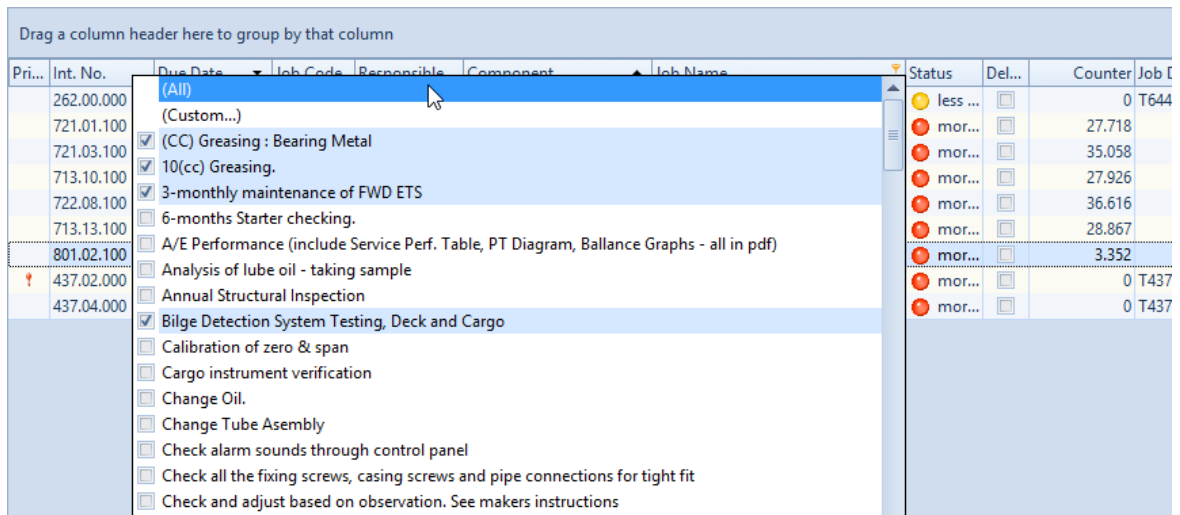 Drag a column header here to group by that column
Pri... Int. No. Due Date Job Code Responsible Component Job Name Status Del... Counter Job D
(All)
262.00.000 less ... 0 T644
(Custom...)
721.01.100 mor... 27.718
(CC) Greasing : Bearing Metal
721.03.100 mor... 35.058
10(cc) Greasing.
713.10.100 mor... 27.926
3-monthly maintenance of FWD ETS
722.08.100 mor... 36.616
6-months Starter checking.
713.13.100 mor... 28.867
A/E Performance (include Service Perf. Table, PT Diagram, Ballance Graphs - all in pdf)
801.02.100 mor... 3.352
Analysis of lube oil - taking sample
437.02.000 mor... 0 T437
Annual Structural Inspection
437.04.000 mor... 0 T437
Bilge Detection System Testing, Deck and Cargo
Calibration of zero & span
Cargo instrument verification
Change Oil.
Change Tube Asembly
Check alarm sounds through control panel
Check all the fixing screws, casing screws and pipe connections for tight fit
Check and adjust based on observation. See makers instructions